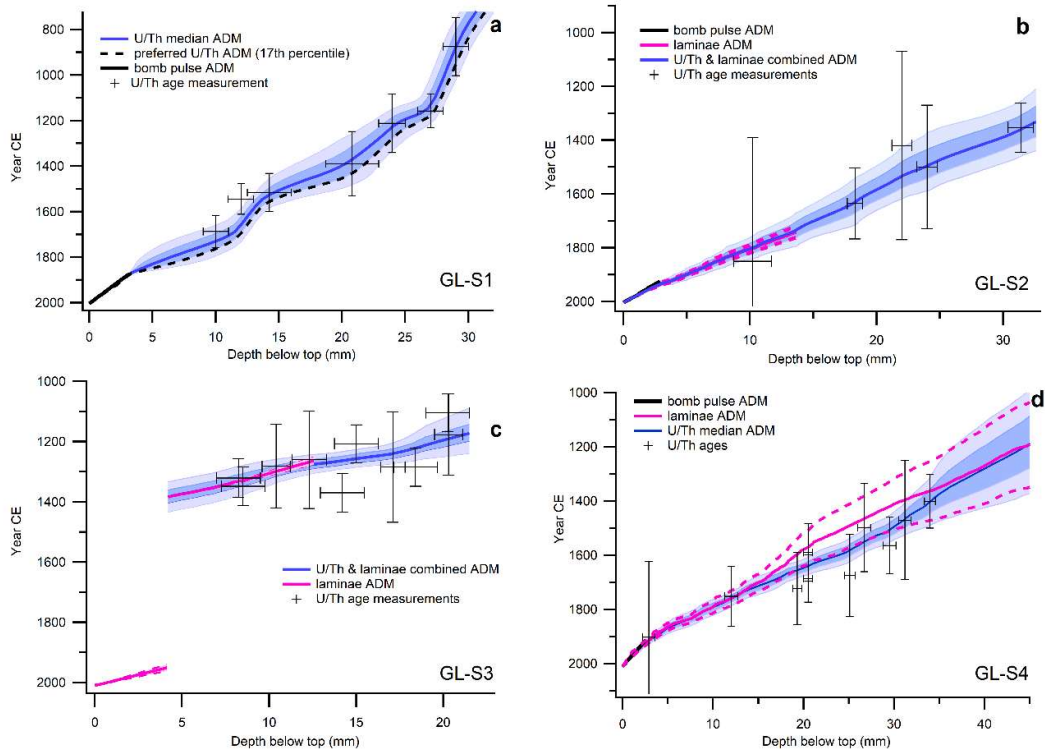 a
U/Th median ADM
preferred U/Th ADM (17th percentile)
bomb pulse ADM
U/Th age measurement
800
1000
1200
1400
1600
1800
2000
Year CE
GL-S1
0 5 10 15 20 25 30
Depth below top (mm)
b
bomb pulse ADM
laminae ADM
U/Th & laminae combined ADM
U/Th age measurements
1000
1200
1400
1600
1800
2000
Year CE
GL-S2
0 10 20 30
Depth below top (mm)
c
1000
1200
1400
1600
1800
2000
Year CE
U/Th & laminae combined ADM
laminae ADM
U/Th age measurements
GL-S3
0 5 10 15 20
Depth below top (mm)
d
bomb pulse ADM
laminae ADM
U/Th median ADM
U/Th ages
1000
1200
1400
1600
1800
2000
Year CE
GL-S4
0 10 20 30 40
Depth below top (mm)